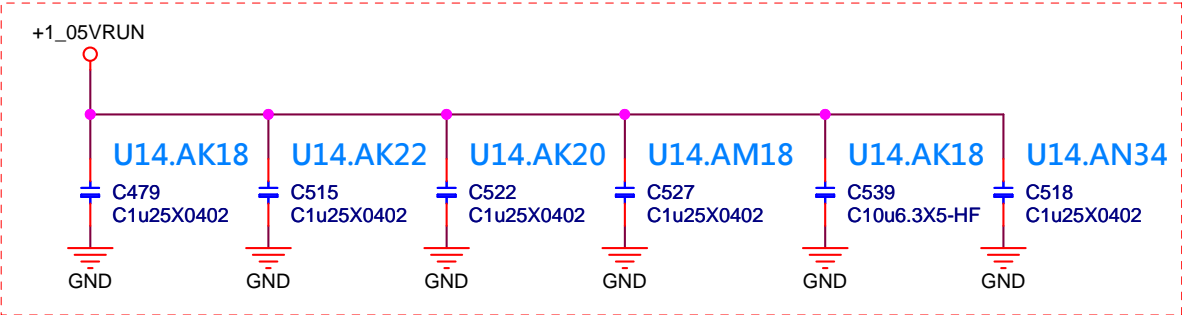 +1_05VRUN
U14.AK18
U14.AK22
U14.AK20
U14.AM18
U14.AK18
U14.AN34
C479
C515
C522
C527
C539
C518
C1u25X0402
C1u25X0402
C1u25X0402
C1u25X0402
C10u6.3X5-HF
C1u25X0402
GND
GND
GND
GND
GND
GND